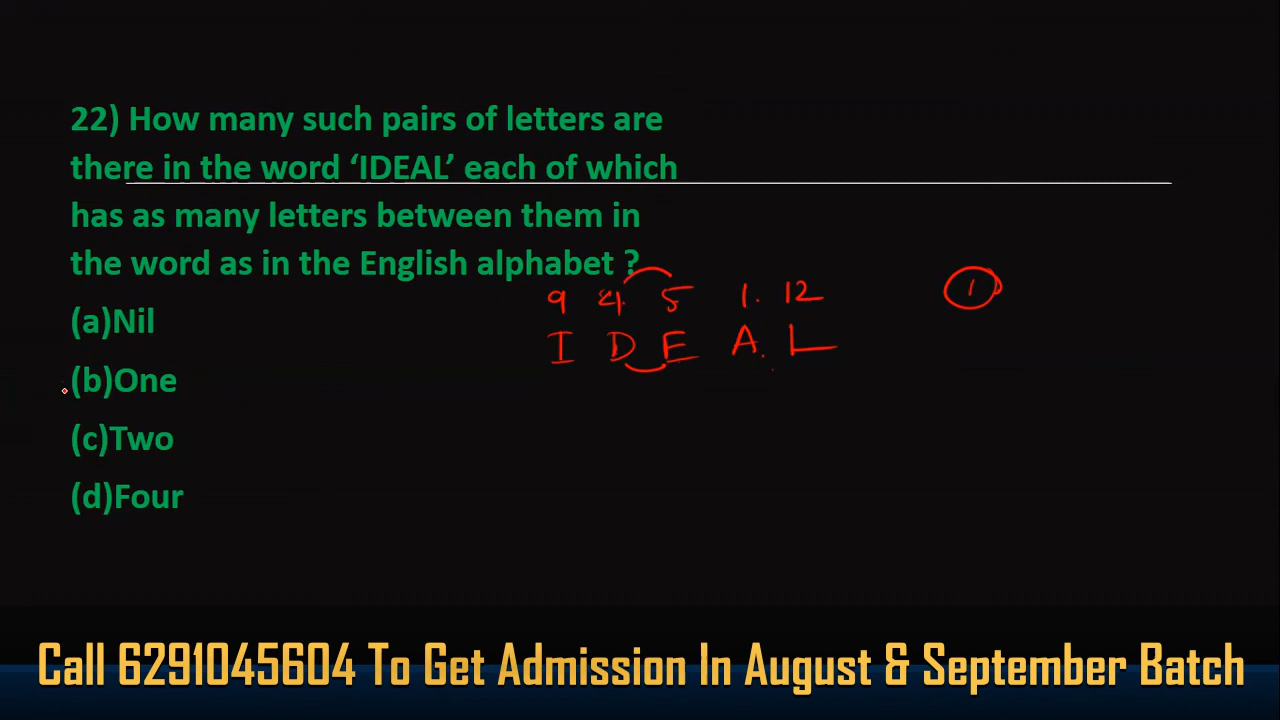 22) How many such pairs of letters are
there in the word ‘IDEAL’ each of which
has as many letters between them in
the word as in the English alphabet ?
(a)Nil
(b)One
(c)Two
(d)Four
9 4 5 1. 12
I D E A. L
1
Call 6291045604 To Get Admission In August & September Batch